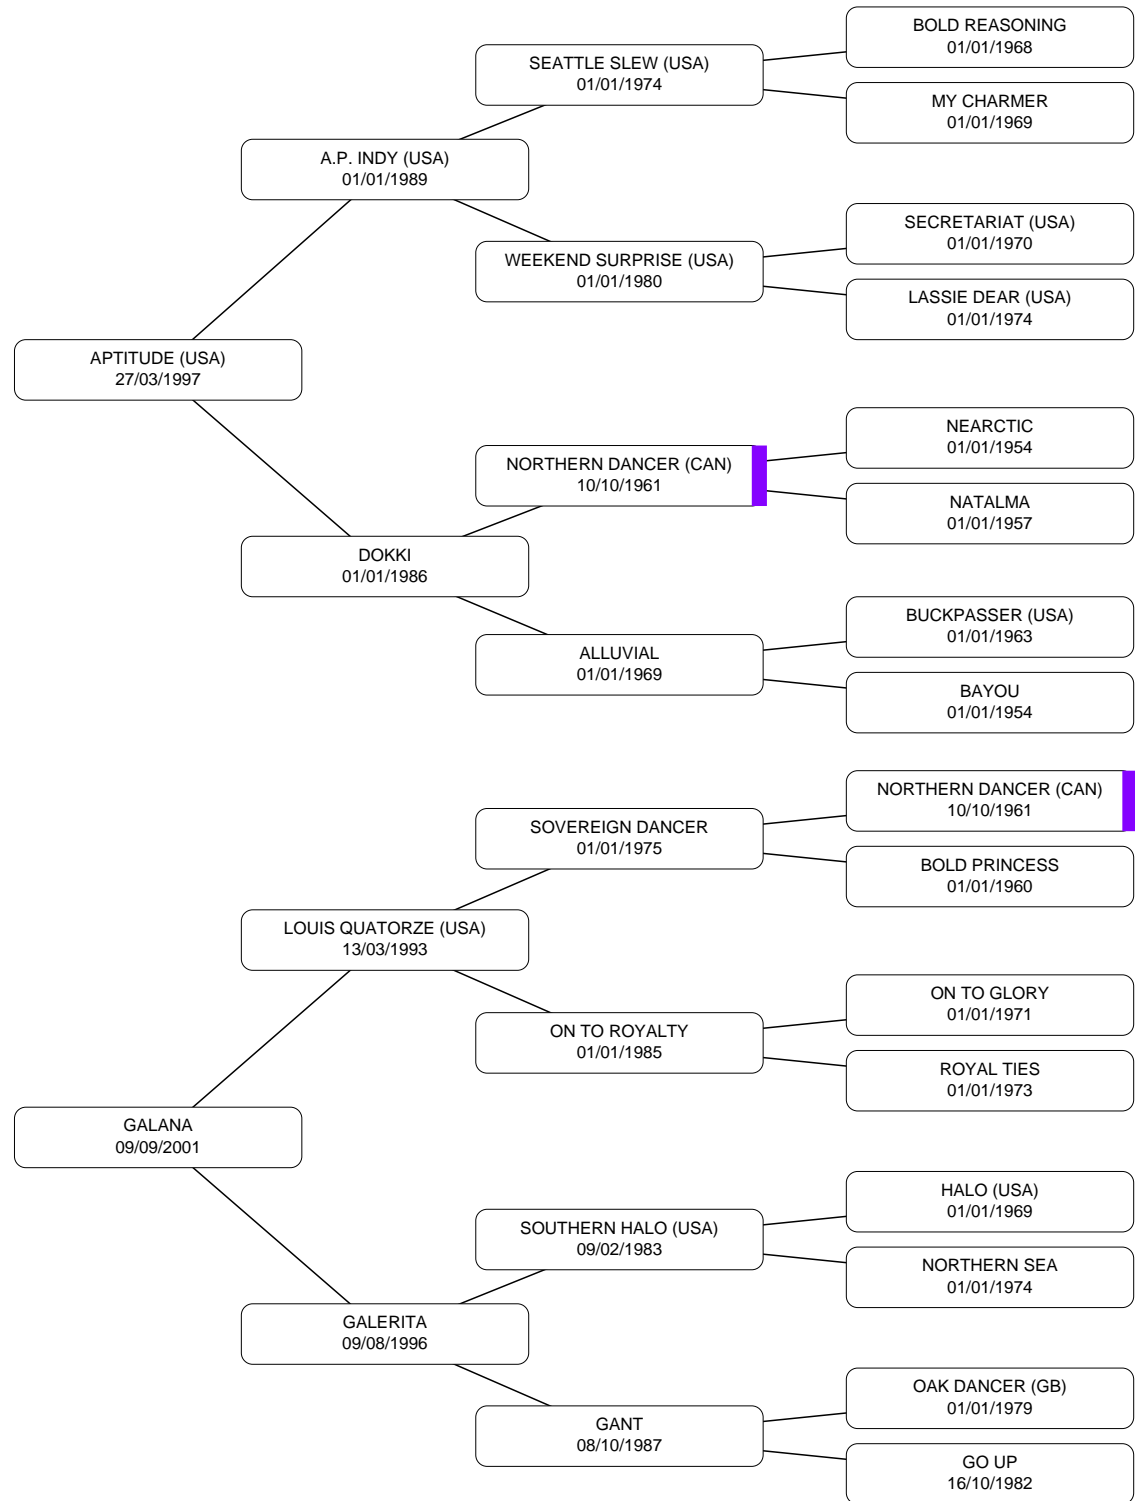 BOLD REASONING
01/01/1968
SEATTLE SLEW (USA)
01/01/1974
MY CHARMER
01/01/1969
A.P. INDY (USA)
01/01/1989
SECRETARIAT (USA)
01/01/1970
WEEKEND SURPRISE (USA)
01/01/1980
LASSIE DEAR (USA)
01/01/1974
APTITUDE (USA)
27/03/1997
NEARCTIC
01/01/1954
NORTHERN DANCER (CAN)
10/10/1961
NATALMA
01/01/1957
DOKKI
01/01/1986
BUCKPASSER (USA)
01/01/1963
ALLUVIAL
01/01/1969
BAYOU
01/01/1954
NORTHERN DANCER (CAN)
10/10/1961
SOVEREIGN DANCER
01/01/1975
BOLD PRINCESS
01/01/1960
LOUIS QUATORZE (USA)
13/03/1993
ON TO GLORY
01/01/1971
ON TO ROYALTY
01/01/1985
ROYAL TIES
01/01/1973
GALANA
09/09/2001
HALO (USA)
01/01/1969
SOUTHERN HALO (USA)
09/02/1983
NORTHERN SEA
01/01/1974
GALERITA
09/08/1996
OAK DANCER (GB)
01/01/1979
GANT
08/10/1987
GO UP
16/10/1982